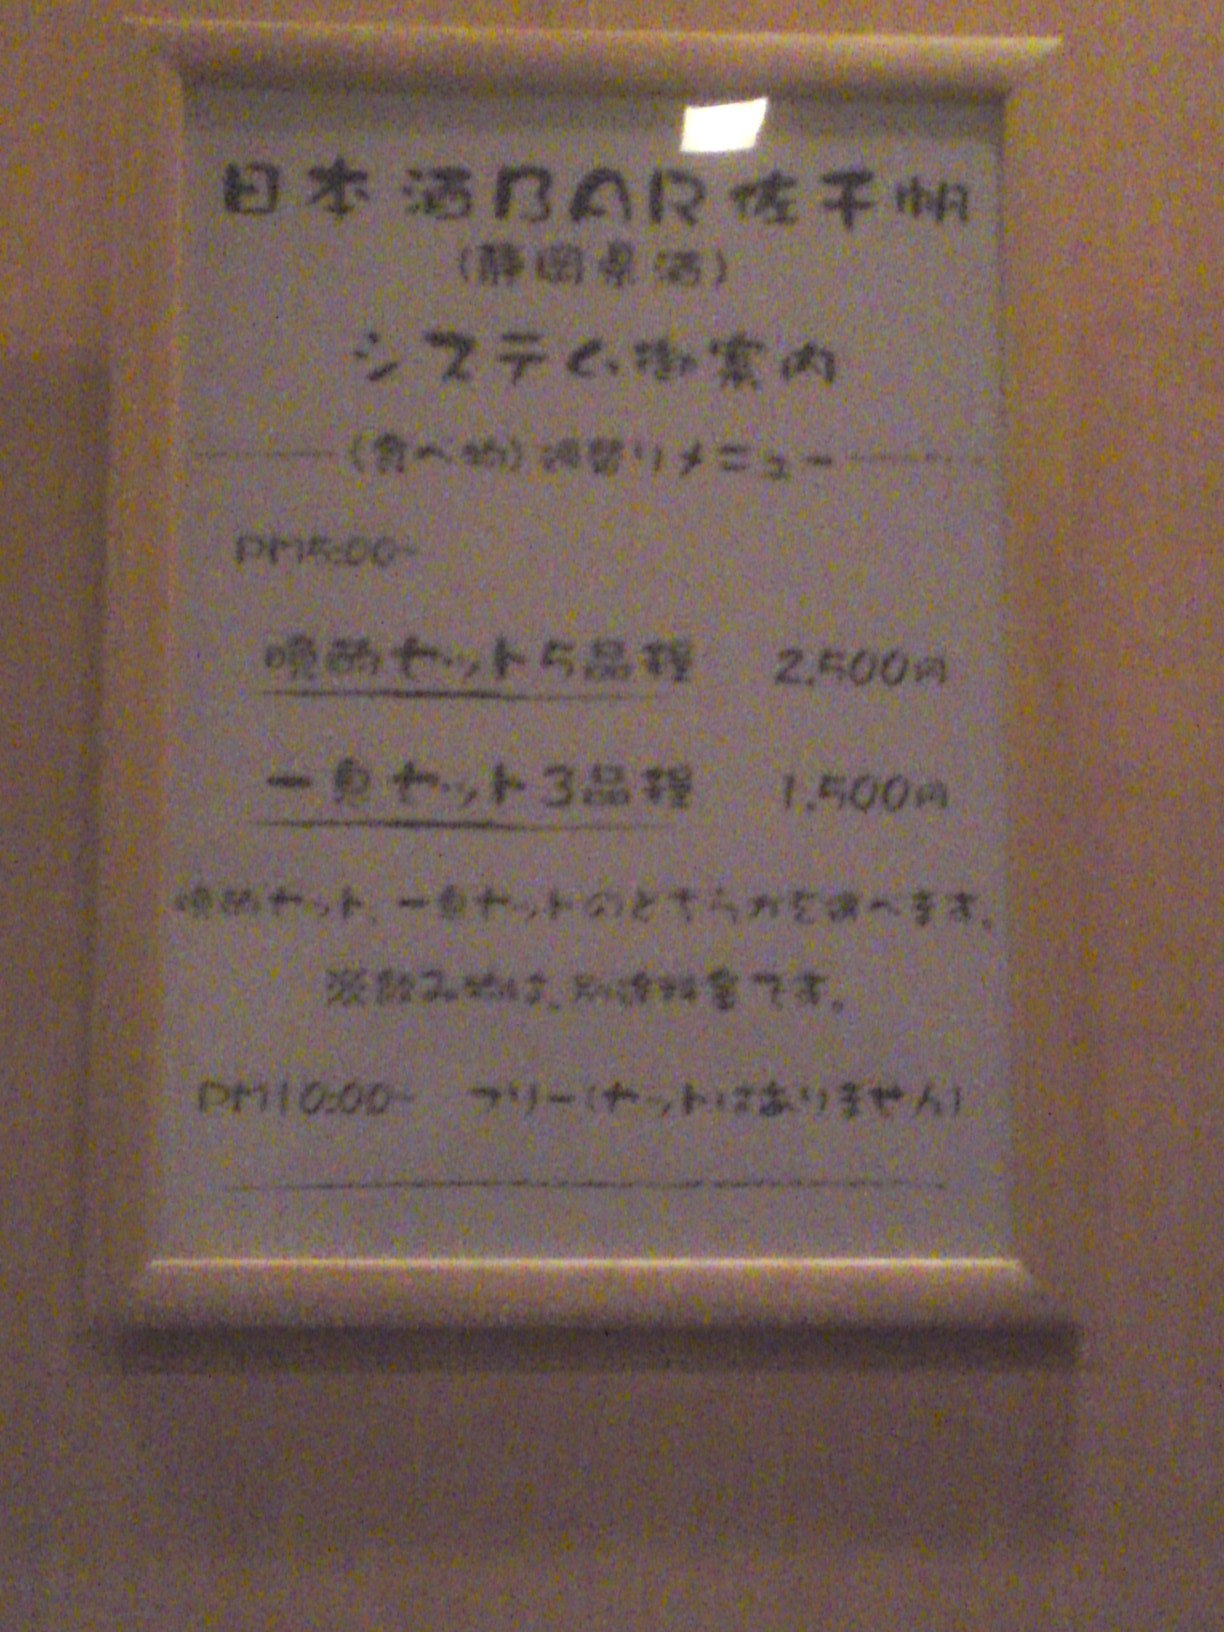 日本酒BAR佐千帆
(静岡県酒)
システム御案内
(食べ物)週替りメニュー
PM5:00~
晩酌セット5品種 2,500円
一息セット3品種 1,500円
晩酌セット、一息セットのどちらかを選べます。
※飲み物は、別途料金です。
PM10:00~ フリー(セットはありません)